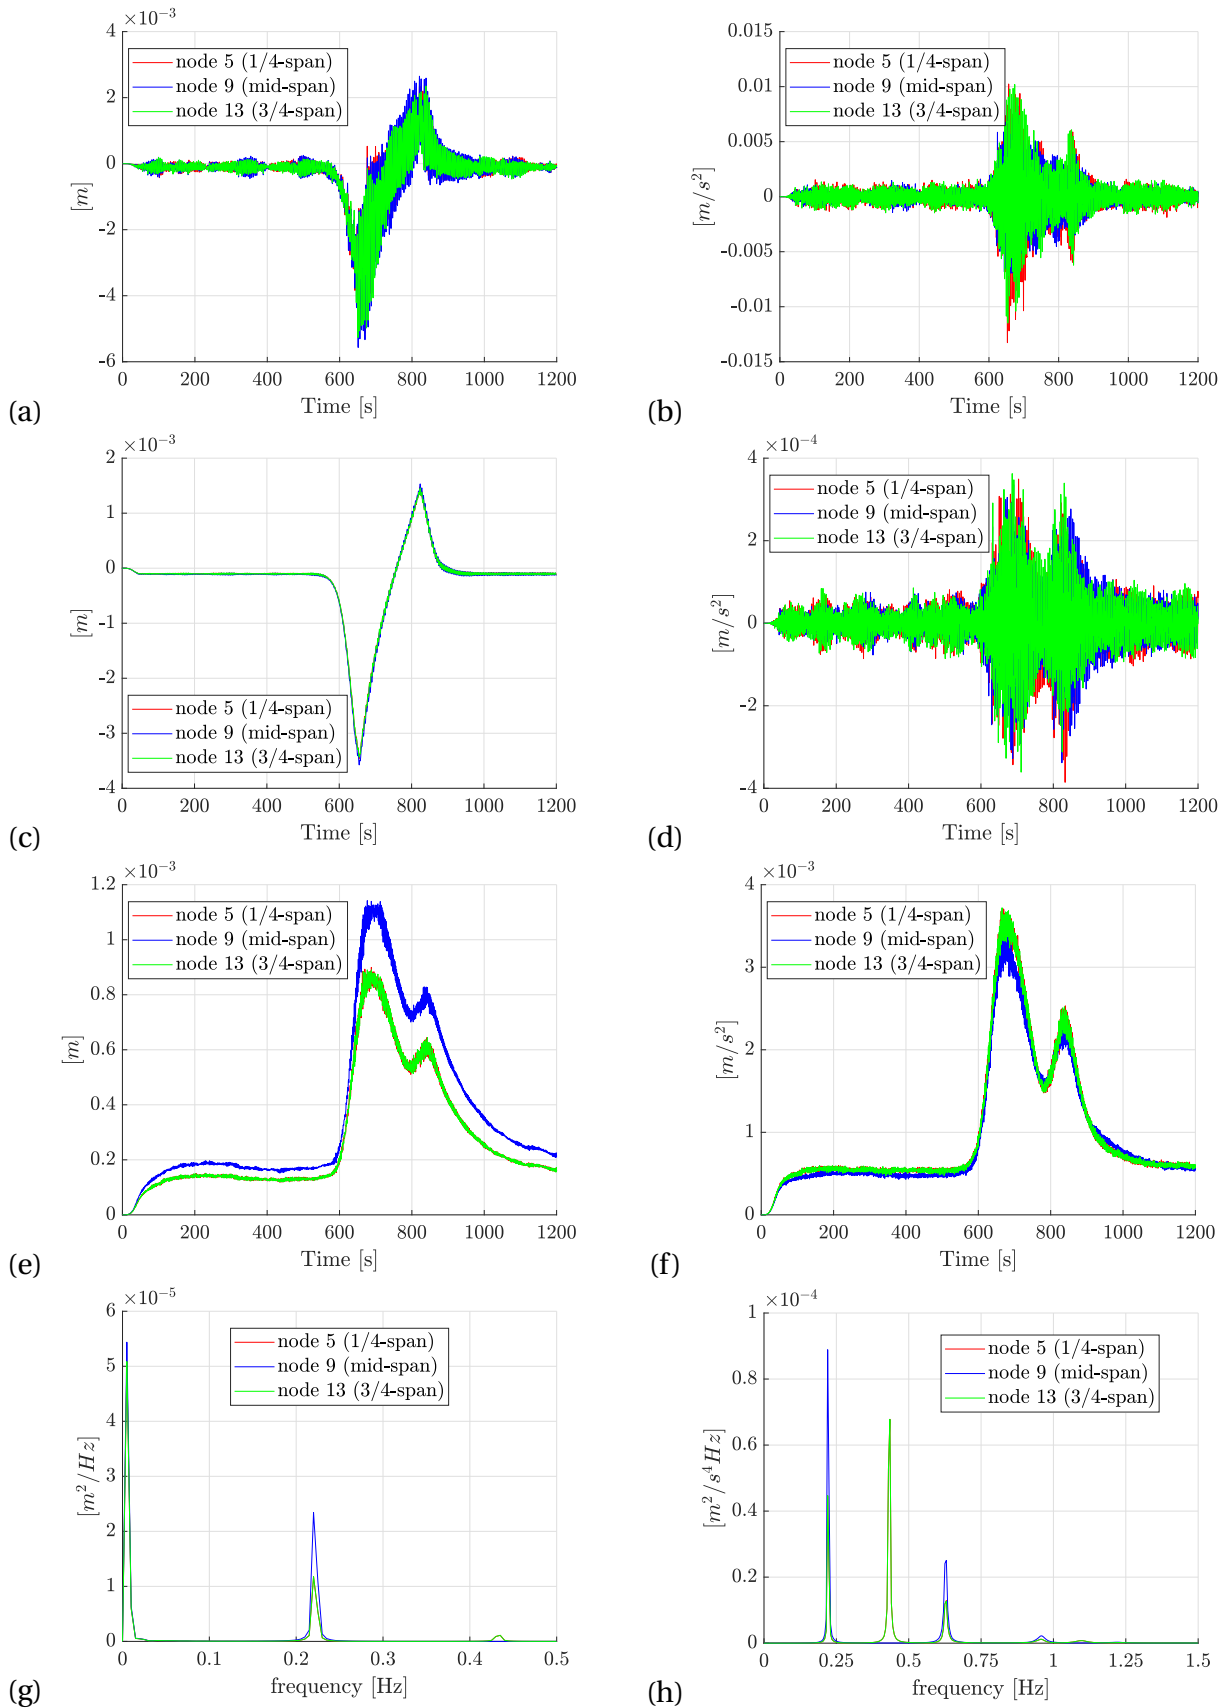 ×10⁻³
4
2
0
-2
-4
-6
[m]
node 5 (1/4-span)
node 9 (mid-span)
node 13 (3/4-span)
0 200 400 600 800 1000 1200
Time [s]
(a)
0.015
0.01
0.005
0
-0.005
-0.01
-0.015
[m/s²]
node 5 (1/4-span)
node 9 (mid-span)
node 13 (3/4-span)
0 200 400 600 800 1000 1200
Time [s]
(b)
×10⁻³
2
1
0
-1
-2
-3
-4
[m]
node 5 (1/4-span)
node 9 (mid-span)
node 13 (3/4-span)
0 200 400 600 800 1000 1200
Time [s]
(c)
×10⁻⁴
4
2
0
-2
-4
[m/s²]
node 5 (1/4-span)
node 9 (mid-span)
node 13 (3/4-span)
0 200 400 600 800 1000 1200
Time [s]
(d)
×10⁻³
1.2
1
0.8
0.6
0.4
0.2
0
[m]
node 5 (1/4-span)
node 9 (mid-span)
node 13 (3/4-span)
0 200 400 600 800 1000 1200
Time [s]
(e)
×10⁻³
4
3
2
1
0
[m/s²]
node 5 (1/4-span)
node 9 (mid-span)
node 13 (3/4-span)
0 200 400 600 800 1000 1200
Time [s]
(f)
×10⁻⁵
6
5
4
3
2
1
0
[m²/Hz]
node 5 (1/4-span)
node 9 (mid-span)
node 13 (3/4-span)
0 0.1 0.2 0.3 0.4 0.5
frequency [Hz]
(g)
×10⁻⁴
1
0.8
0.6
0.4
0.2
0
[m²/s⁴Hz]
node 5 (1/4-span)
node 9 (mid-span)
node 13 (3/4-span)
0 0.25 0.5 0.75 1 1.25 1.5
frequency [Hz]
(h)